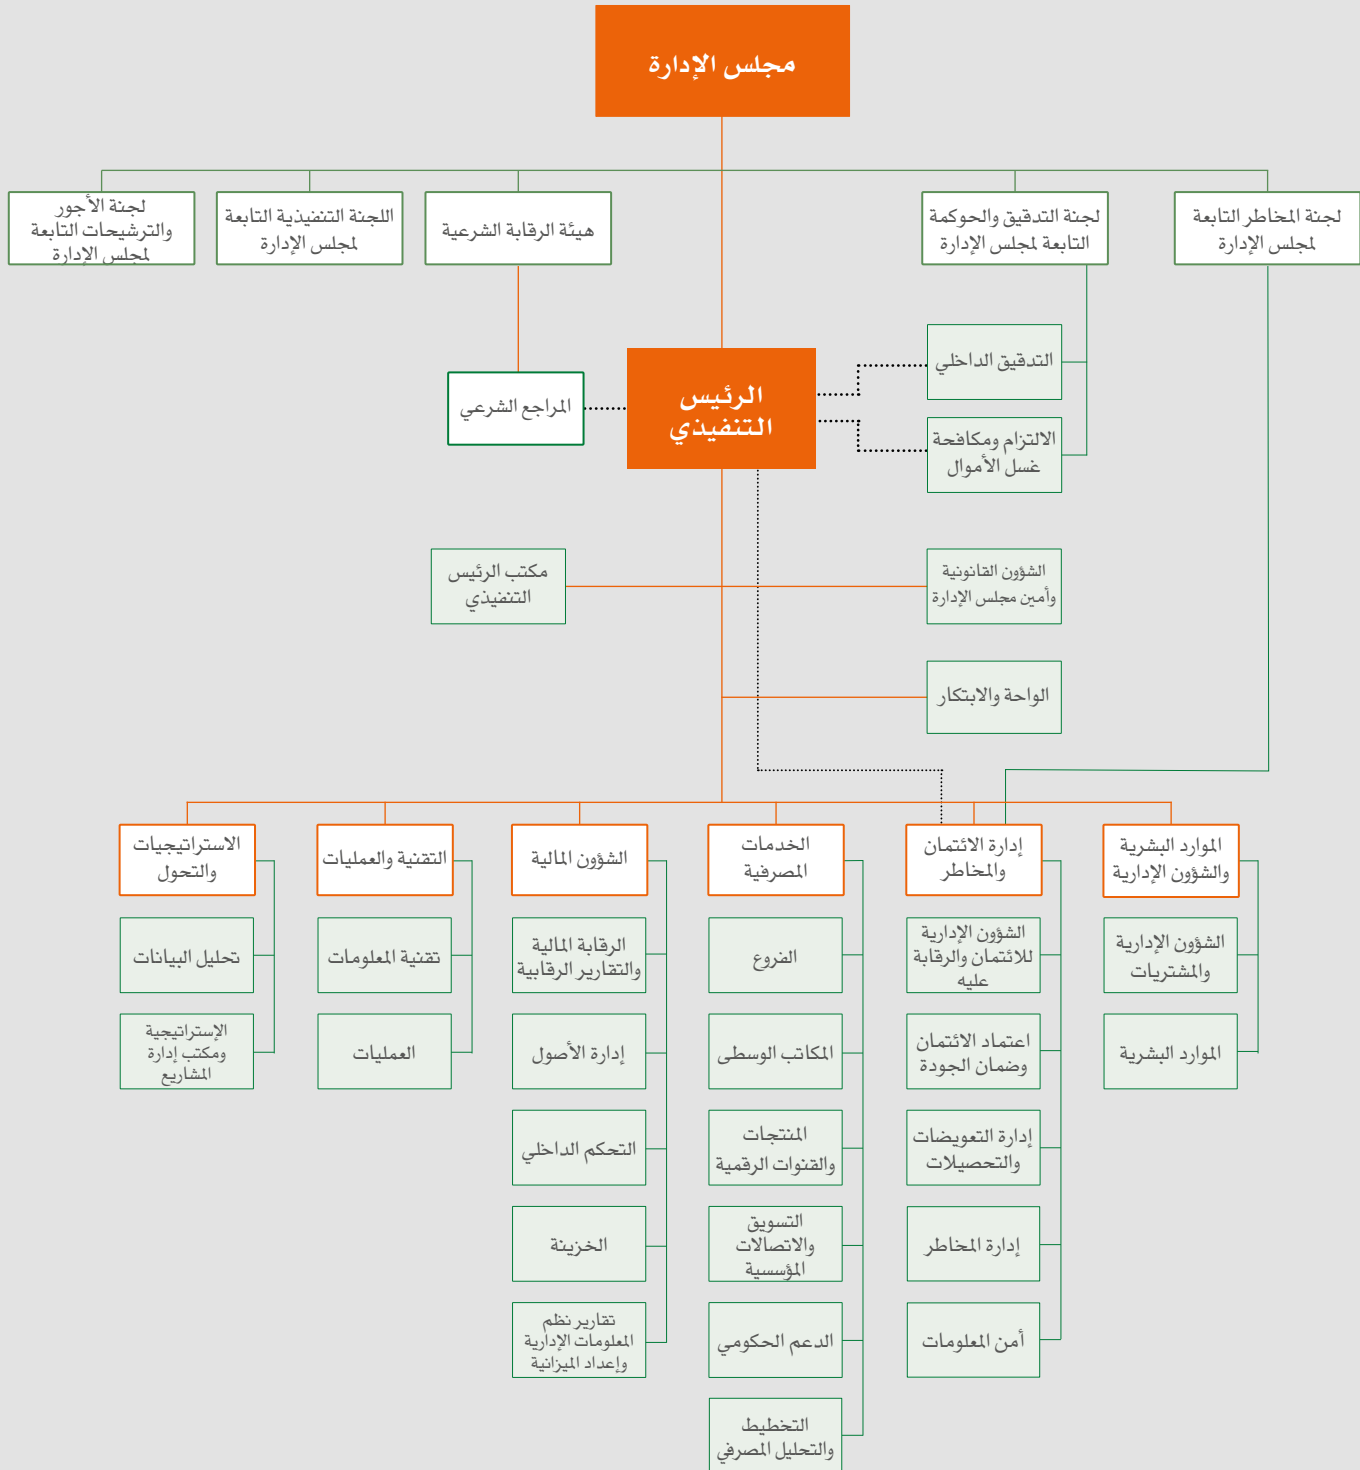 مجلس الإدارة
لجنة المخاطر التابعة
لمجلس الإدارة
لجنة التدقيق والحوكمة
التابعة لمجلس الإدارة
هيئة الرقابة الشرعية
اللجنة التنفيذية التابعة
لمجلس الإدارة
لجنة الأجور
والترشيحات التابعة
لمجلس الإدارة
التدقيق الداخلي
الالتزام ومكافحة
غسل الأموال
الرئيس
التنفيذي
المراجع الشرعي
الشؤون القانونية
وأمين مجلس الإدارة
مكتب الرئيس
التنفيذي
الواحة والابتكار
الموارد البشرية
والشؤون الإدارية
الشؤون الإدارية
والمشتريات
الموارد البشرية
إدارة الائتمان
والمخاطر
الشؤون الإدارية
للائتمان والرقابة
عليه
اعتماد الائتمان
وضمان الجودة
إدارة التعويضات
والتحصيلات
إدارة المخاطر
أمن المعلومات
الخدمات
المصرفية
الفروع
المكاتب الوسطى
المنتجات
والقنوات الرقمية
التسويق
والاتصالات
المؤسسية
الدعم الحكومي
التخطيط
والتحليل المصرفي
الشؤون المالية
الرقابة المالية
والتقارير الرقابية
إدارة الأصول
التحكم الداخلي
الخزينة
تقارير نظم
المعلومات الإدارية
وإعداد الميزانية
التقنية والعمليات
تقنية المعلومات
العمليات
الاستراتيجيات
والتحول
تحليل البيانات
الإستراتيجية
ومكتب إدارة
المشاريع